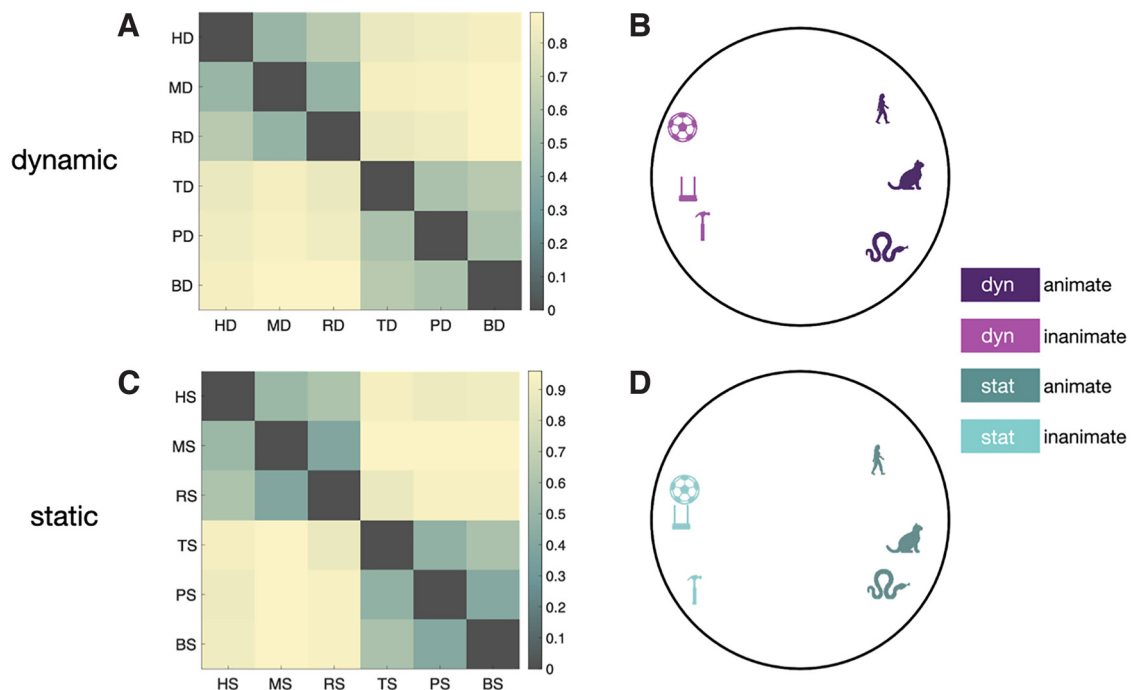 A
B
dynamic
HD
MD
RD
TD
PD
BD
HD MD RD TD PD BD
0.8
0.7
0.6
0.5
0.4
0.3
0.2
0.1
0
dyn animate
dyn inanimate
stat animate
stat inanimate
C
D
static
HS
MS
RS
TS
PS
BS
HS MS RS TS PS BS
0.9
0.8
0.7
0.6
0.5
0.4
0.3
0.2
0.1
0